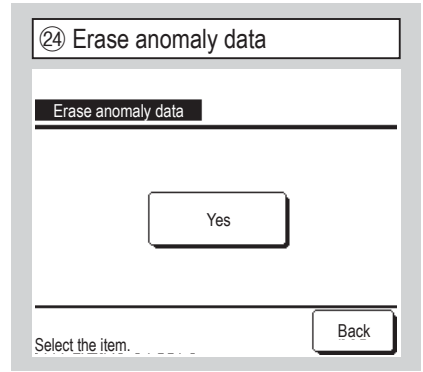 ㉔ Erase anomaly data
Erase anomaly data
Yes
Select the item.
Back